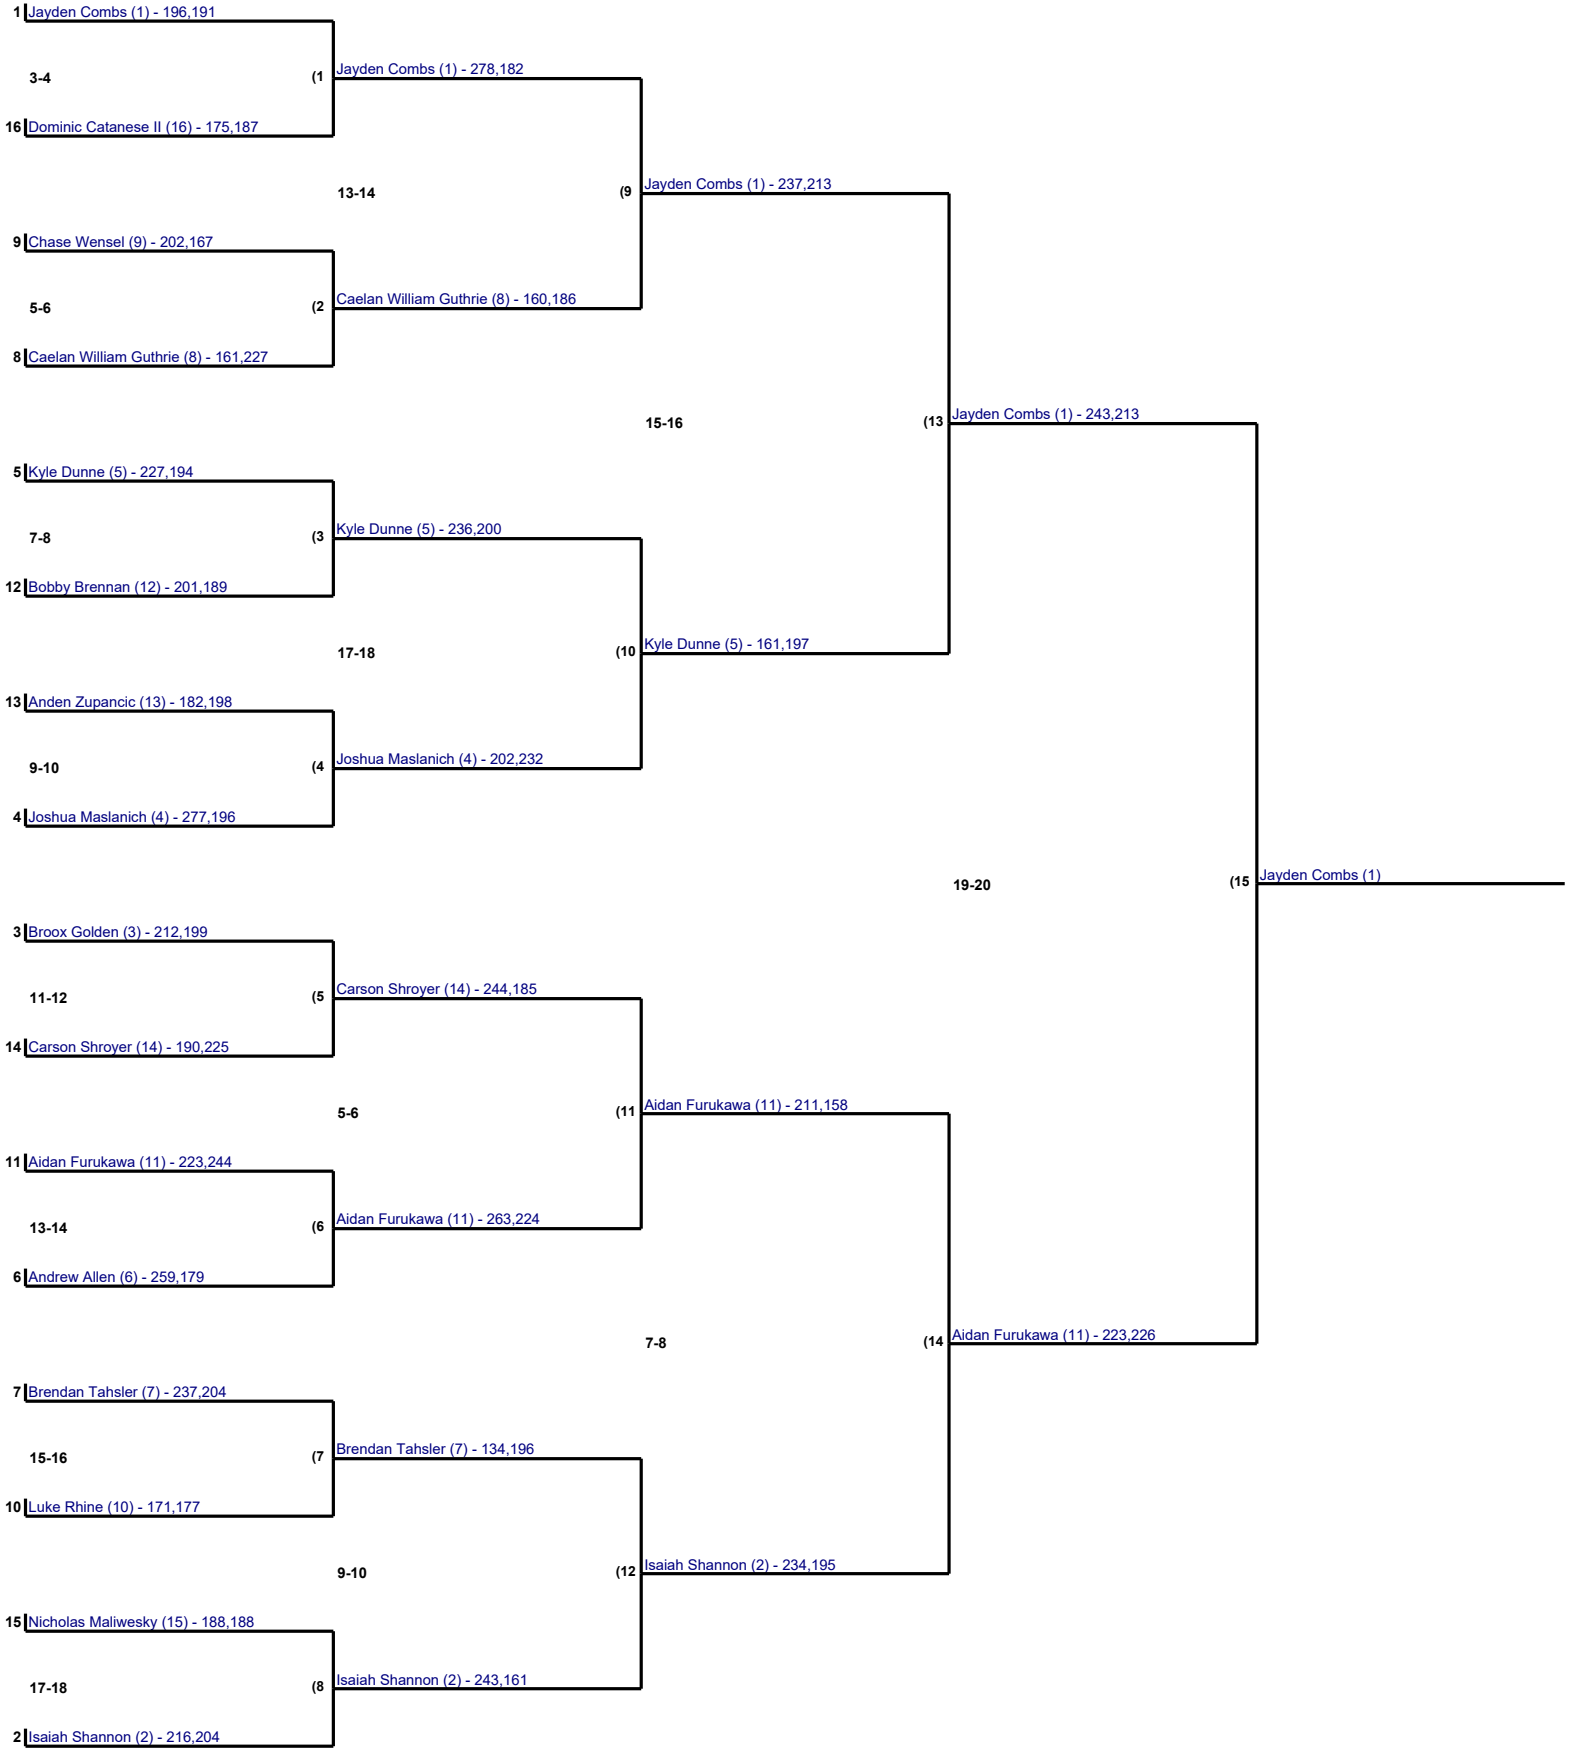 1 Jayden Combs (1) - 196,191
Jayden Combs (1) - 278,182
3-4 (1
16 Dominic Catanese II (16) - 175,187
Jayden Combs (1) - 237,213
13-14 (9
9 Chase Wensel (9) - 202,167
Caelan William Guthrie (8) - 160,186
5-6 (2
8 Caelan William Guthrie (8) - 161,227
Jayden Combs (1) - 243,213
15-16 (13
5 Kyle Dunne (5) - 227,194
Kyle Dunne (5) - 236,200
7-8 (3
12 Bobby Brennan (12) - 201,189
Kyle Dunne (5) - 161,197
17-18 (10
13 Anden Zupancic (13) - 182,198
Joshua Maslanich (4) - 202,232
9-10 (4
4 Joshua Maslanich (4) - 277,196
Jayden Combs (1)
19-20 (15
3 Broox Golden (3) - 212,199
Carson Shroyer (14) - 244,185
11-12 (5
14 Carson Shroyer (14) - 190,225
Aidan Furukawa (11) - 211,158
5-6 (11
11 Aidan Furukawa (11) - 223,244
Aidan Furukawa (11) - 263,224
13-14 (6
6 Andrew Allen (6) - 259,179
Aidan Furukawa (11) - 223,226
7-8 (14
7 Brendan Tahsler (7) - 237,204
Brendan Tahsler (7) - 134,196
15-16 (7
10 Luke Rhine (10) - 171,177
Isaiah Shannon (2) - 234,195
9-10 (12
15 Nicholas Maliwesky (15) - 188,188
Isaiah Shannon (2) - 243,161
17-18 (8
2 Isaiah Shannon (2) - 216,204